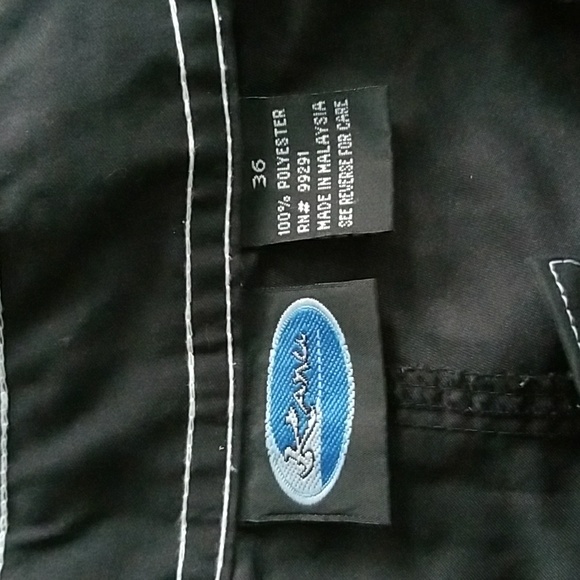 36
100% POLYESTER
RN# 99291
MADE IN MALAYSIA
SEE REVERSE FOR CARE